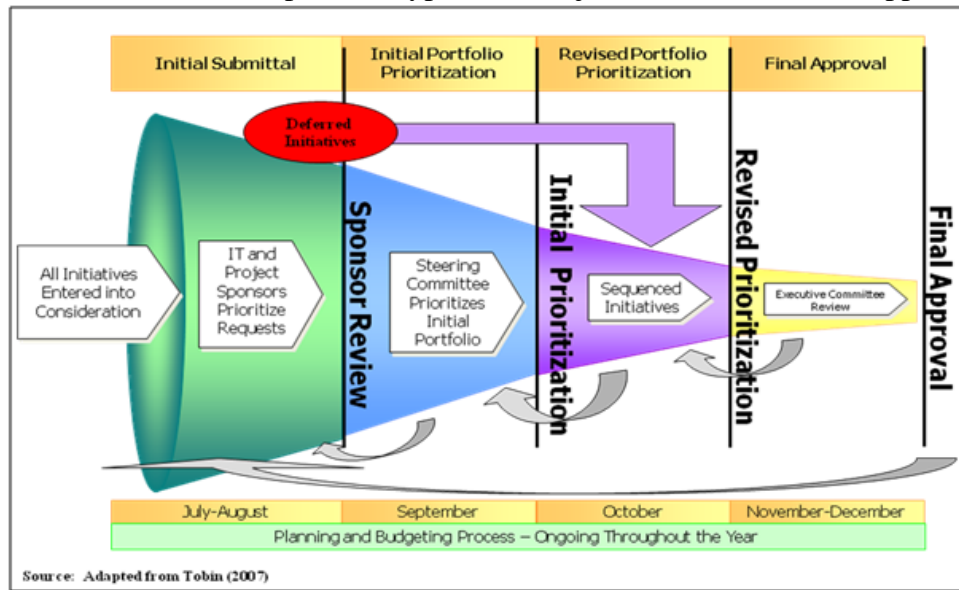 Initial Submittal
Initial Portfolio
Prioritization
Revised Portfolio
Prioritization
Final Approval
Deferred
Initiatives
All Initiatives
Entered into
Consideration
IT and
Project
Sponsors
Prioritize
Requests
Sponsor Review
Steering
Committee
Prioritizes
Initial
Portfolio
Initial Prioritization
Sequenced
Initiatives
Revised Prioritization
Executive Committee
Review
Final Approval
July-August
September
October
November-December
Planning and Budgeting Process – Ongoing Throughout the Year
Source: Adapted from Tobin (2007)